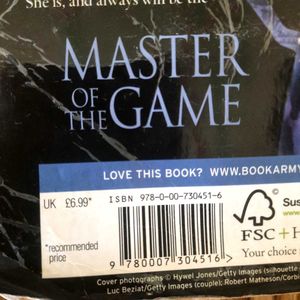 She is, and always will be the
MASTER
OF THE GAME
LOVE THIS BOOK? WWW.BOOKARMY
ISBN 978-0-00-730451-6
UK £6.99*
*recommended
price
9 780007 304516
Sus
FSC +H
Your choice
Cover photographs © Hywel Jones/Getty Images (silhouette
Luc Beziat/Getty Images (couple); Robert Matheson/Corbi